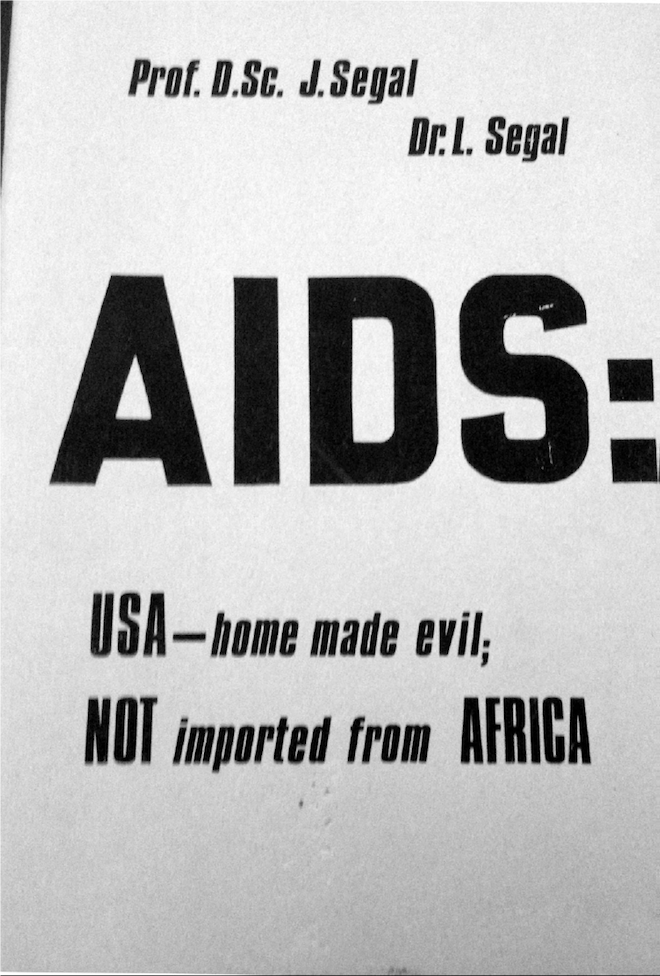 Prof. D.Sc. J. Segal
Dr. L. Segal
AIDS:
USA—home made evil;
NOT imported from AFRICA